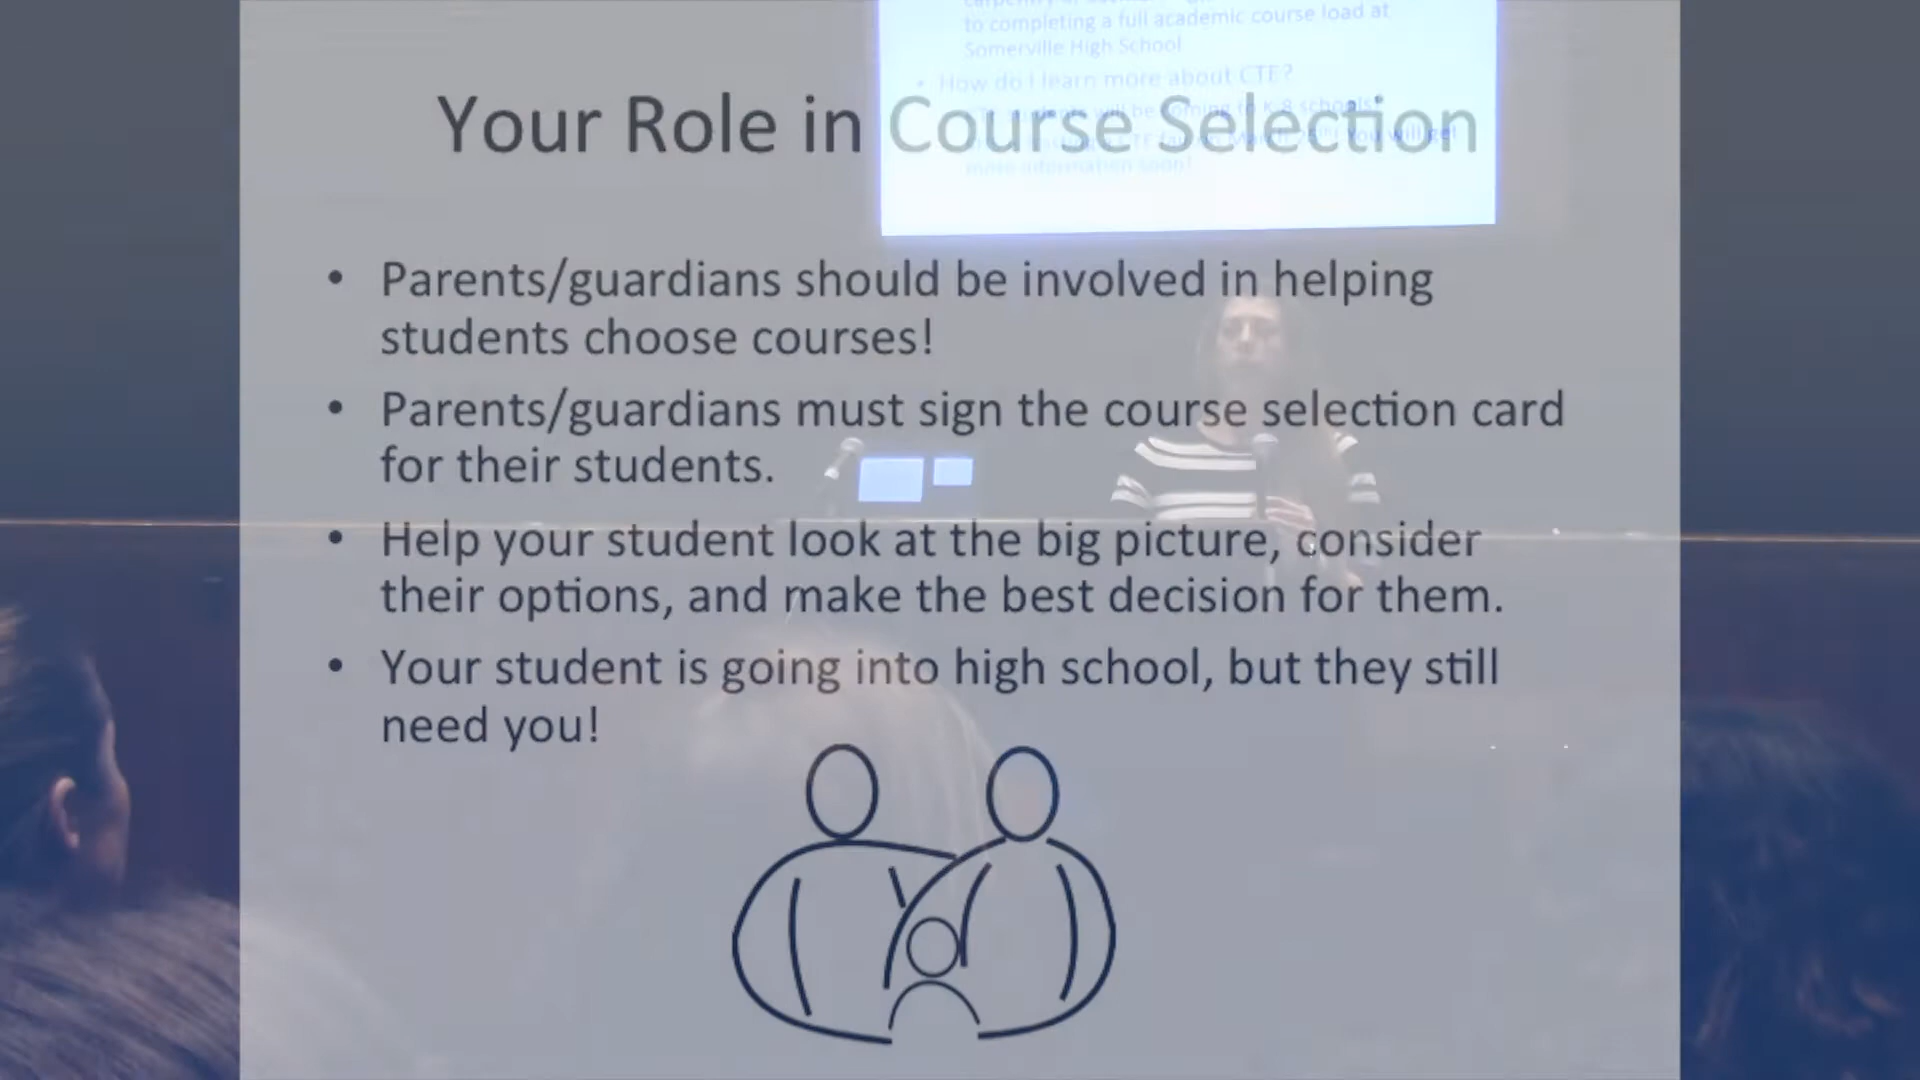 to completing a full academic course load at
Somerville High School
• How do I learn more about CTE?
Your Role in Course Selection
more information soon!
• Parents/guardians should be involved in helping
students choose courses!
• Parents/guardians must sign the course selection card
for their students.
• Help your student look at the big picture, consider
their options, and make the best decision for them.
• Your student is going into high school, but they still
need you!